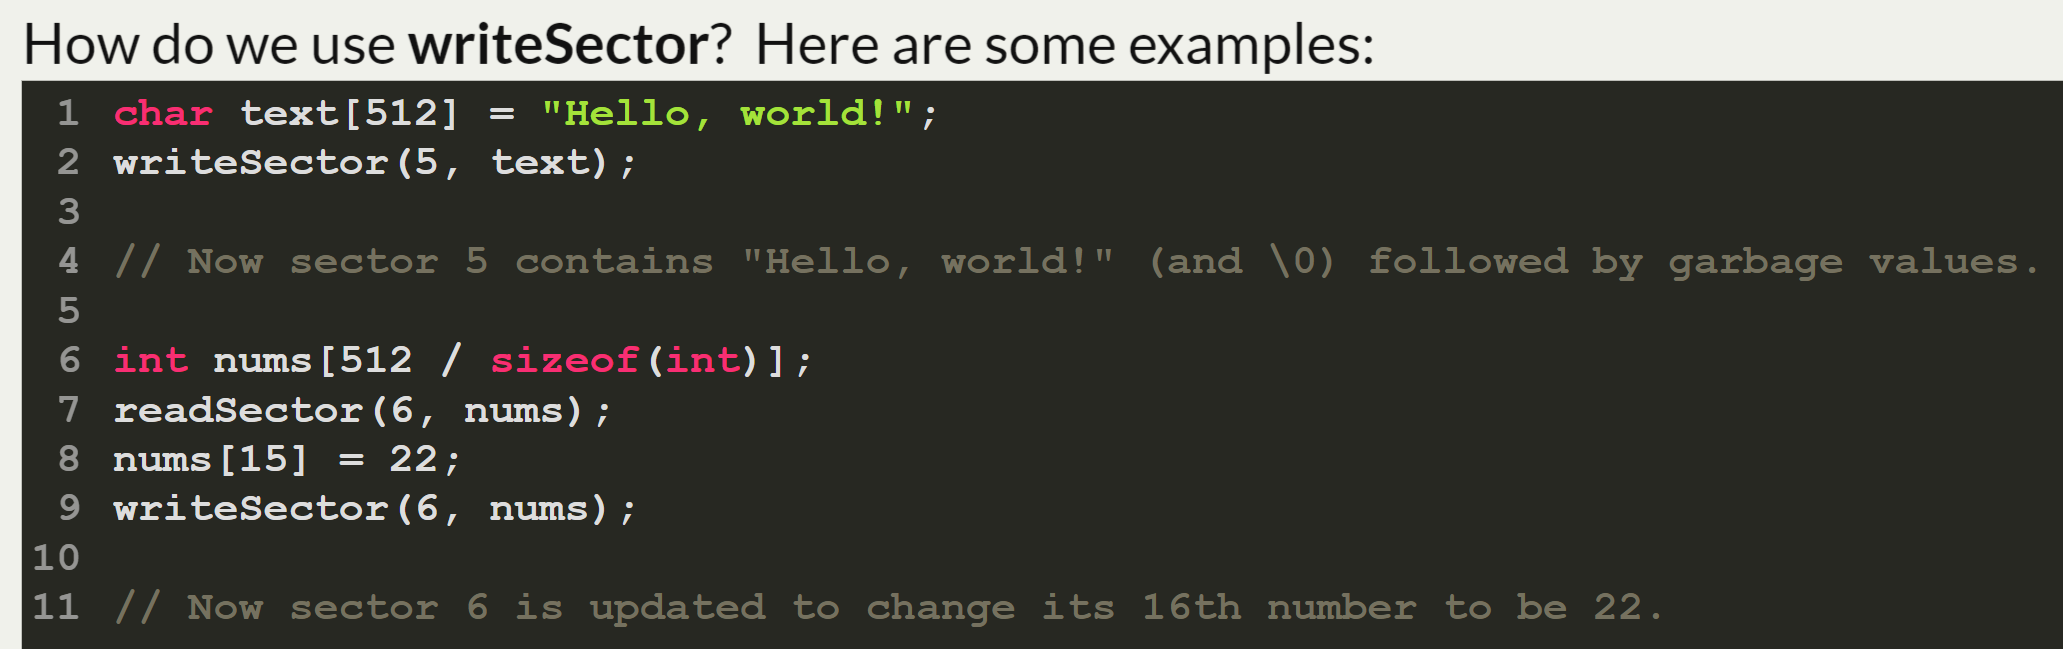 How do we use writeSector? Here are some examples:
1 char text[512] = "Hello, world!";
2 writeSector(5, text);
3
4 // Now sector 5 contains "Hello, world!" (and \0) followed by garbage values.
5
6 int nums[512 / sizeof(int)];
7 readSector(6, nums);
8 nums[15] = 22;
9 writeSector(6, nums);
10
11 // Now sector 6 is updated to change its 16th number to be 22.